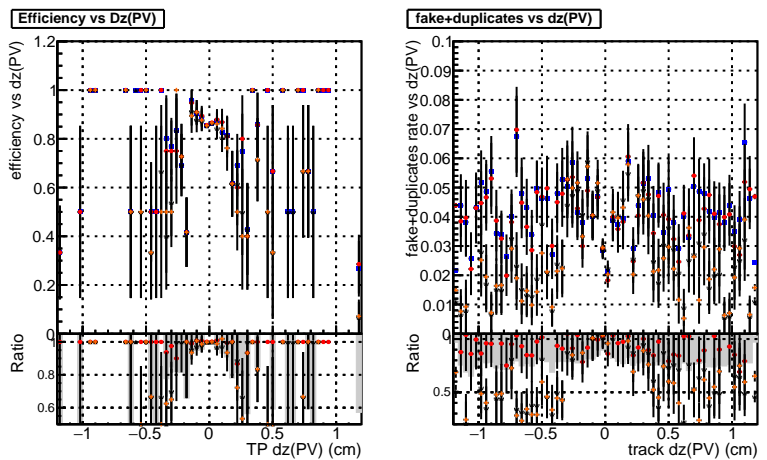 Efficiency vs Dz(PV)
efficiency vs dz(PV)
1.2
1
0.8
0.6
0.4
0.2
0
Ratio
1
0.8
0.6
−1 −0.5 0 0.5 1
TP dz(PV) (cm)
fake+duplicates vs dz(PV)
fake+duplicates rate vs dz(PV)
0.1
0.09
0.08
0.07
0.06
0.05
0.04
0.03
0.02
0.01
0
Ratio
0.5
−1 −0.5 0 0.5 1
track dz(PV) (cm)